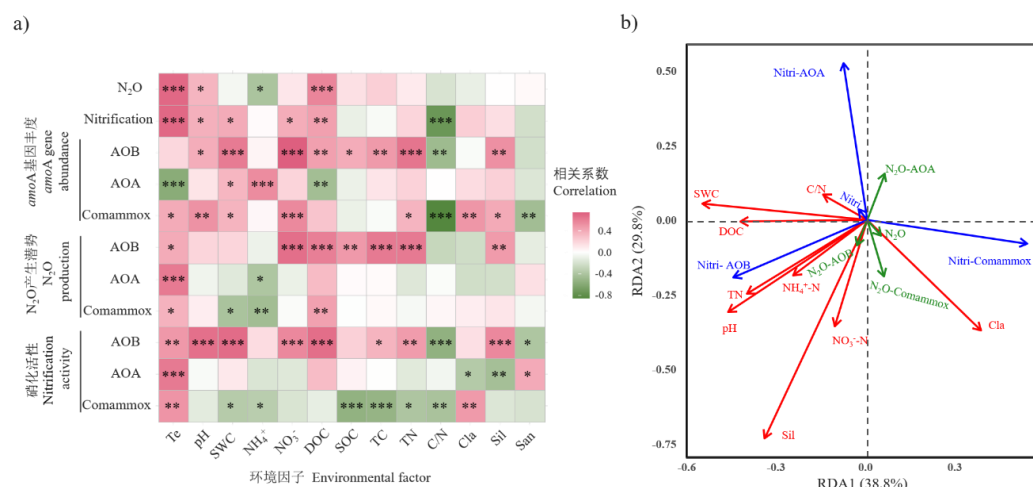 a)
N₂O
Nitrification
AOB
AOA
Comammox
AOB
AOA
Comammox
AOB
AOA
Comammox
amoA基因丰度
amoA gene
abundance
N₂O产生潜势
N₂O
production
硝化活性
Nitrification
activity
*** * * ***
*** * * * ** ***
* *** *** ** * ** *** ** **
*** * *** **
* ** * *** * *** ** * **
* *** *** ** *** *** **
*** *
* * ** **
** *** *** *** *** * ** *** *** *
*** * ** *
** * * *** *** * ** **
Te pH SWC NH₄⁺ NO₃⁻ DOC SOC TC TN C/N Cla Sil San
环境因子 Environmental factor
相关系数
Correlation
0.4
0.0
-0.4
-0.8
b)
RDA2 (29.8%)
0.50
0.25
0.00
-0.25
-0.50
-0.75
-0.6 -0.3 0.0 0.3
RDA1 (38.8%)
Nitri-AOA
N₂O-AOA
C/N
SWC
Nitri
DOC
N₂O
Nitri-Comammox
N₂O-AOB
Nitri- AOB
NH₄⁺-N
N₂O-Comammox
TN
pH
NO₃⁻-N
Cla
Sil